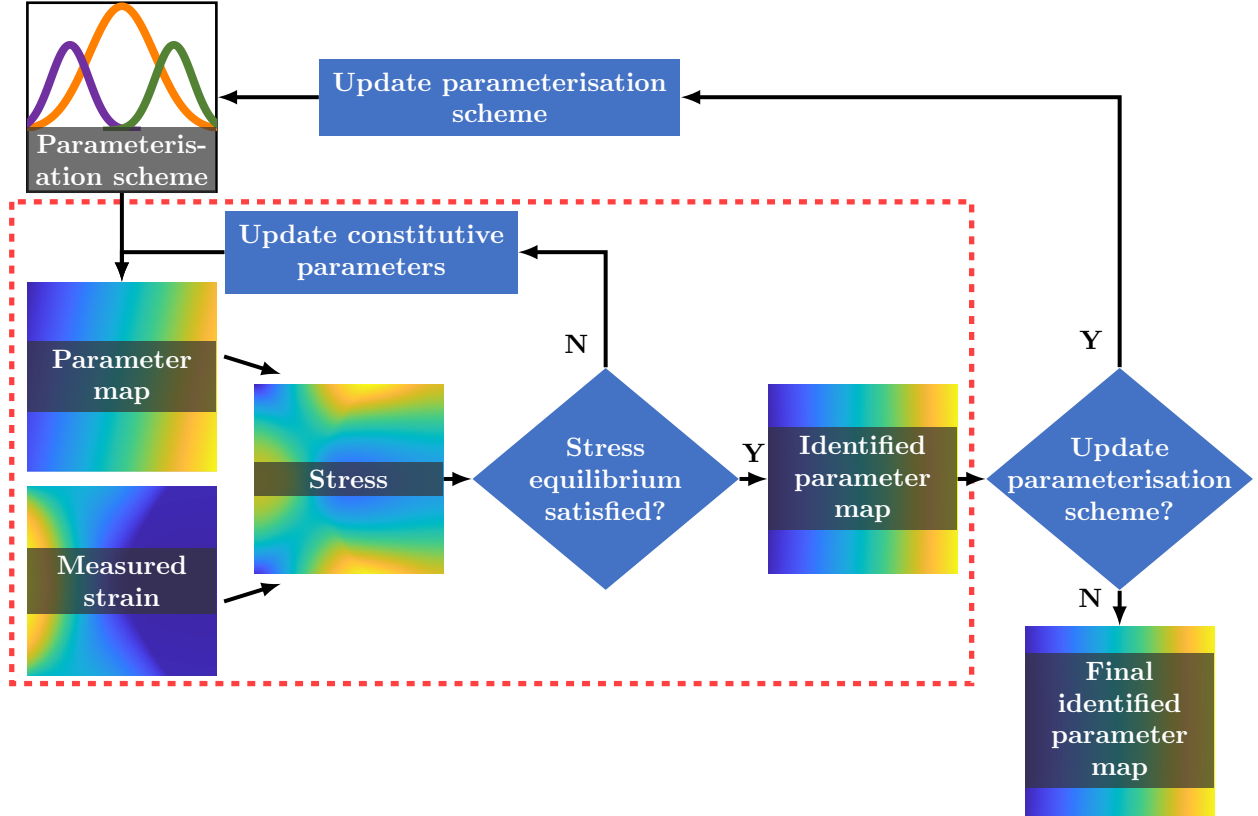 Parameteris-
ation scheme
Update parameterisation
scheme
Update constitutive
parameters
Parameter
map
Measured
strain
Stress
N
Stress
equilibrium
satisfied?
Y
Identified
parameter
map
Y
Update
parameterisation
scheme?
N
Final
identified
parameter
map